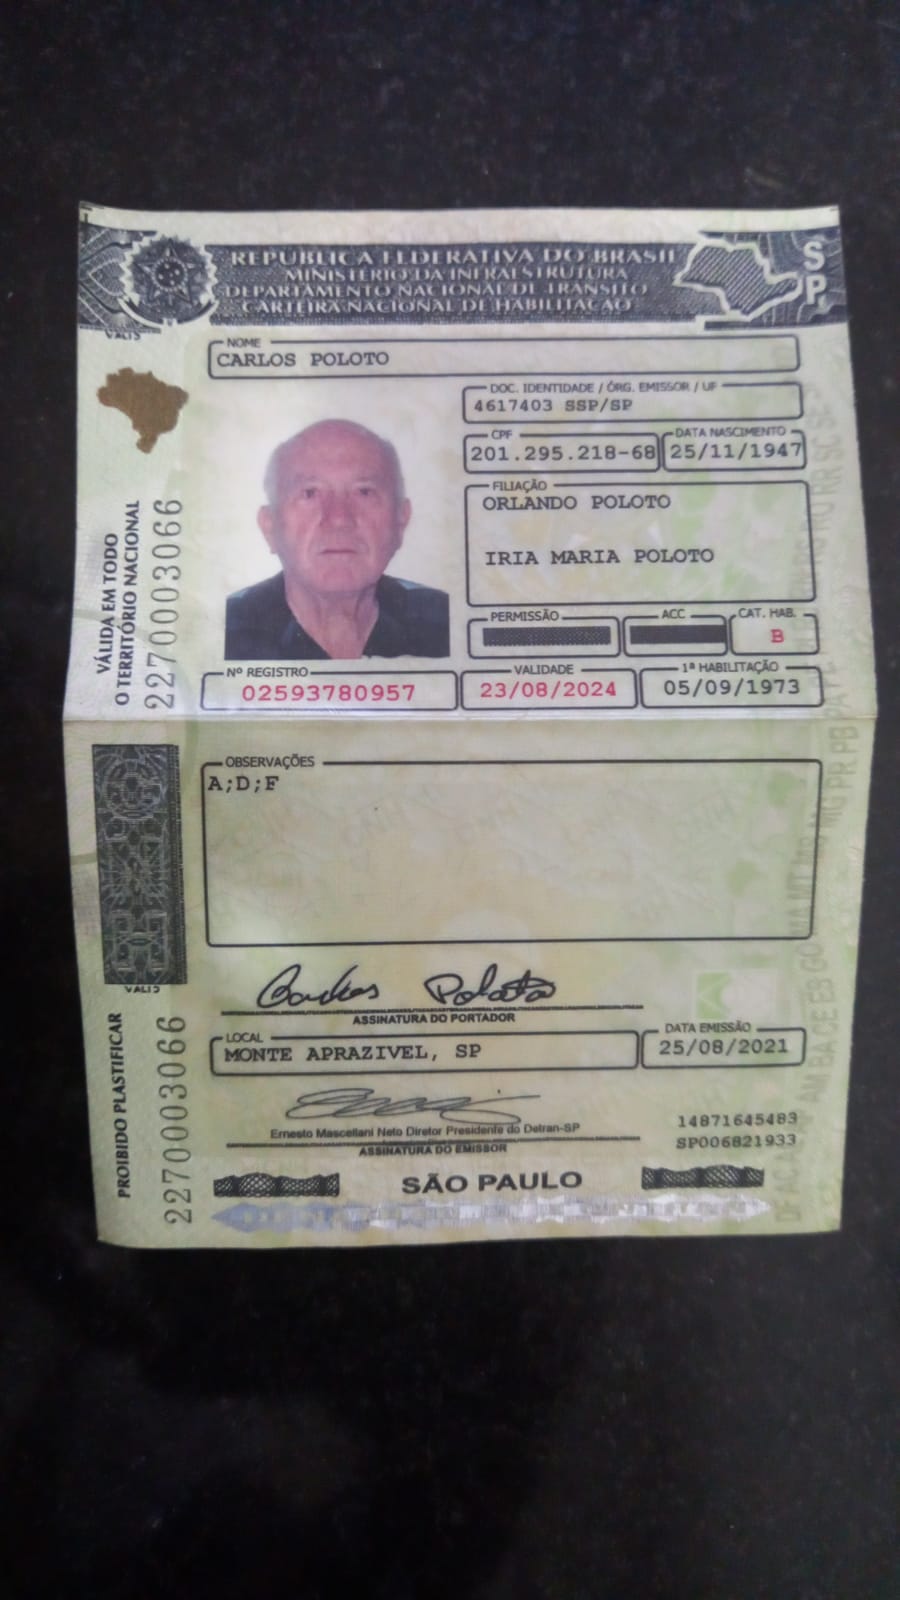 REPÚBLICA FEDERATIVA DO BRASIL
MINISTÉRIO DA INFRAESTRUTURA
DEPARTAMENTO NACIONAL DE TRÂNSITO
CARTEIRA NACIONAL DE HABILITAÇÃO
SP
NOME
CARLOS POLOTO
DOC. IDENTIDADE / ÓRG. EMISSOR / UF
4617403 SSP/SP
CPF
201.295.218-68
DATA NASCIMENTO
25/11/1947
FILIAÇÃO
ORLANDO POLOTO
IRIA MARIA POLOTO
PERMISSÃO
ACC
CAT. HAB.
B
Nº REGISTRO
02593780957
VALIDADE
23/08/2024
1ª HABILITAÇÃO
05/09/1973
VÁLIDA EM TODO
O TERRITÓRIO NACIONAL
2270003066
OBSERVAÇÕES
A;D;F
Carlos Poloto
ASSINATURA DO PORTADOR
LOCAL
MONTE APRAZIVEL, SP
DATA EMISSÃO
25/08/2021
Ernesto Mascellani Neto Diretor Presidente do Detran-SP
ASSINATURA DO EMISSOR
14871645483
SP006821933
PROIBIDO PLASTIFICAR
2270003066
SÃO PAULO